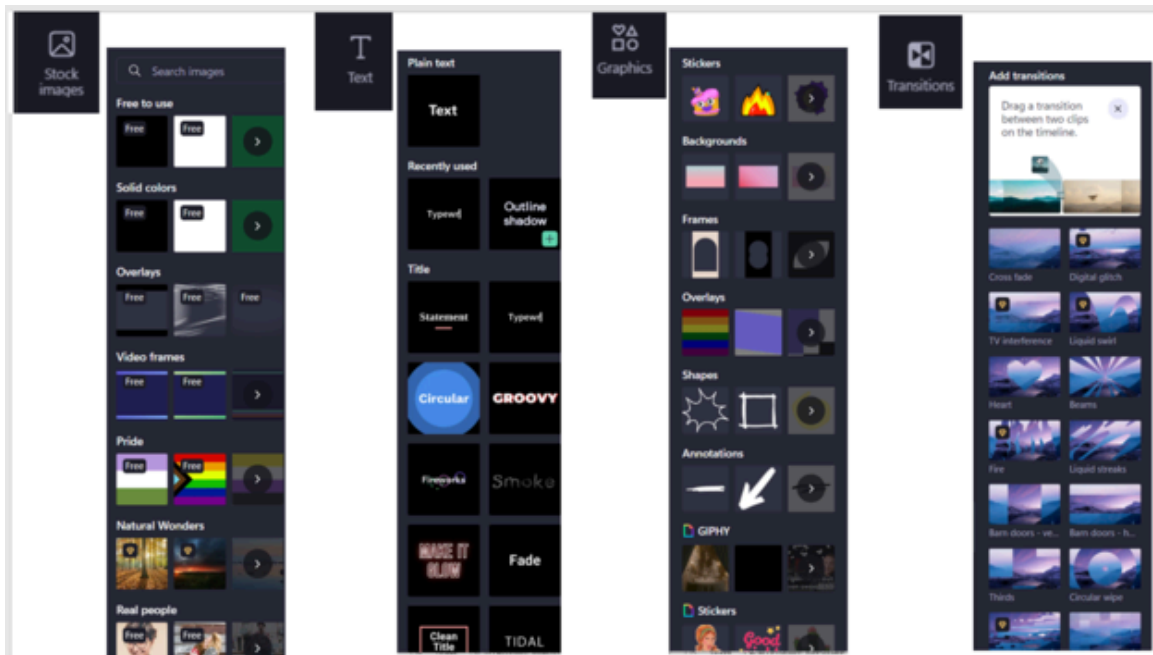 Stock
images
Search images
Free to use
Free
Free
Solid colors
Free
Free
Overlays
Free
Free
Free
Video frames
Free
Free
Pride
Free
Free
Natural Wonders
Real people
Free
Free
Text
Plain text
Text
Recently used
Typewr
Outline
shadow
Title
Statement
Typewr
Circular
GROOVY
Fireworks
Smoke
MAKE IT
GLOW
Fade
Clean
Title
TIDAL
Graphics
Stickers
Backgrounds
Frames
Overlays
Shapes
Annotations
GIPHY
Stickers
Good
Transitions
Add transitions
Drag a transition
between two clips
on the timeline.
Cross fade
Digital glitch
TV interference
Liquid swirl
Heart
Beams
Fire
Liquid streaks
Barn doors - ve...
Barn doors - h...
Thirds
Circular wipe